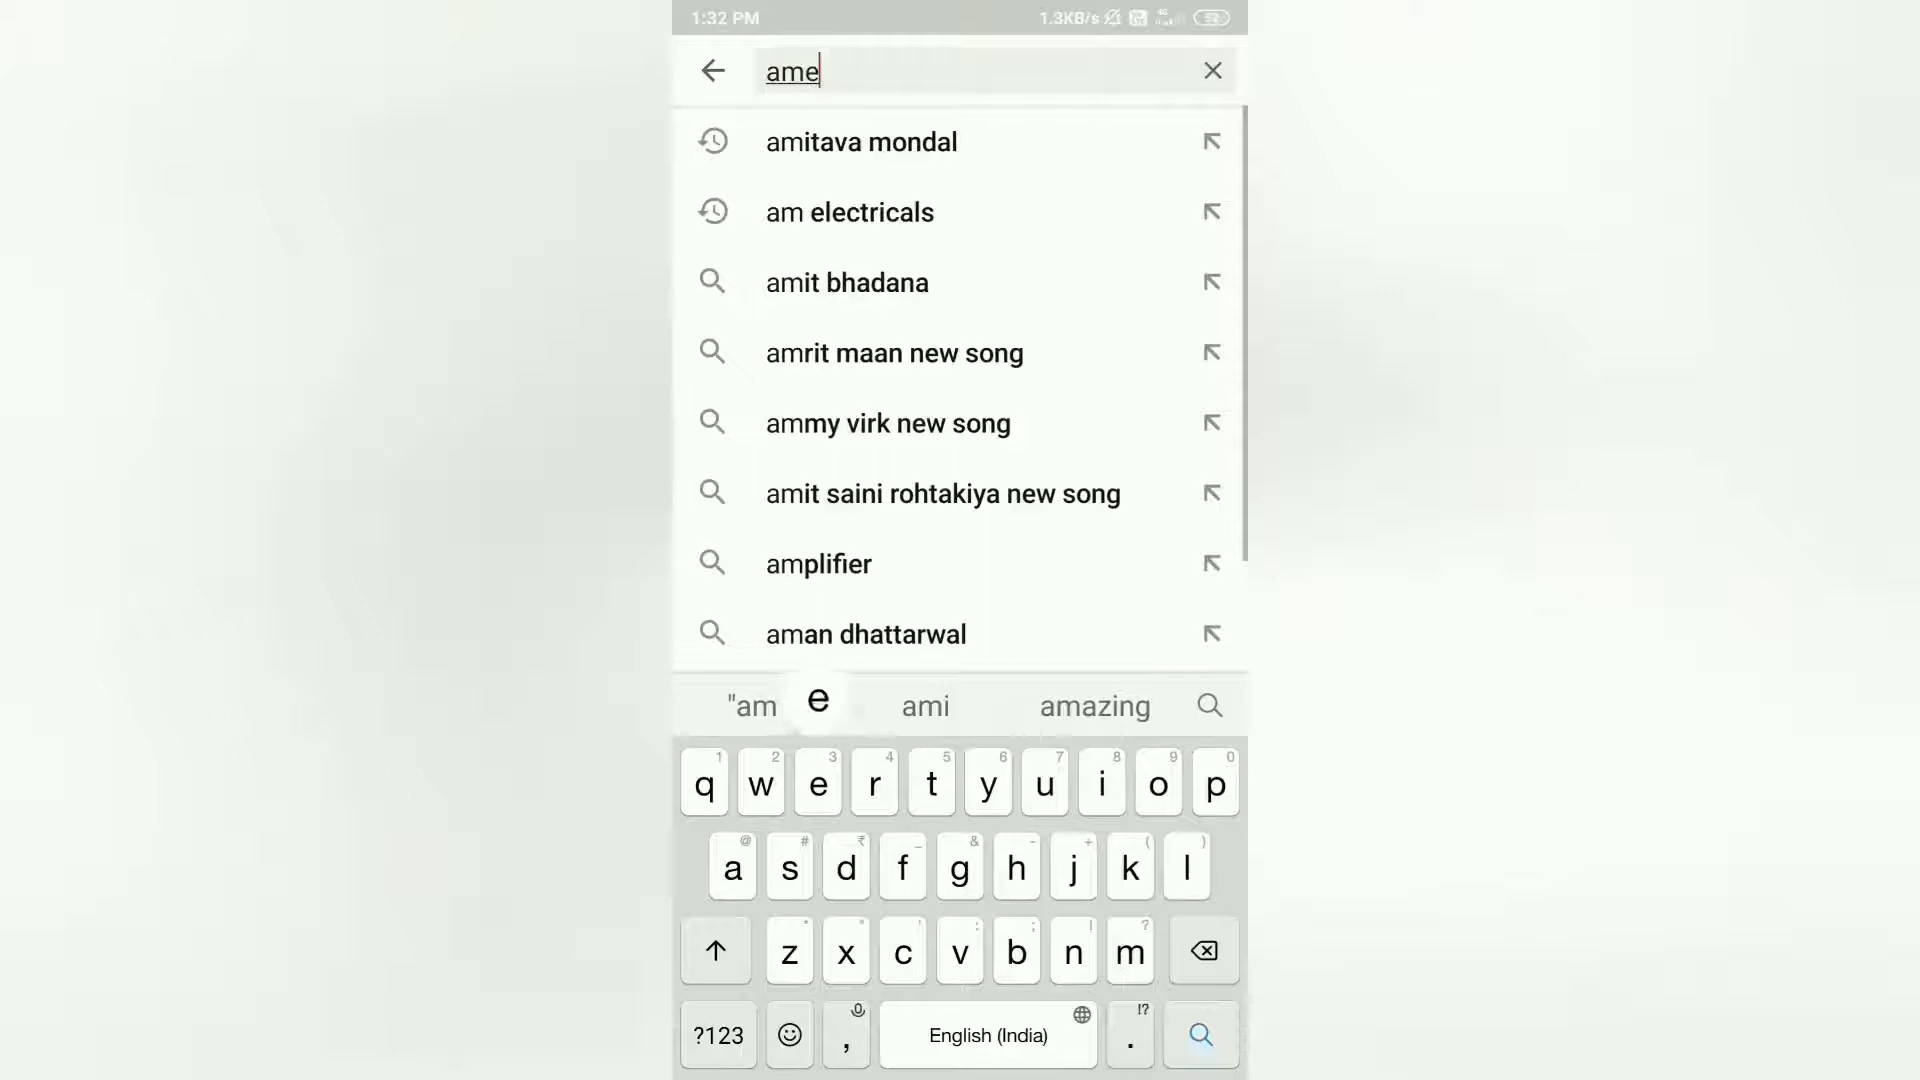 1:32 PM 1.3KB/s 4G 52
ame
amitava mondal
am electricals
amit bhadana
amrit maan new song
ammy virk new song
amit saini rohtakiya new song
amplifier
aman dhattarwal
"am e ami amazing
1 2 3 4 5 6 7 8 9 0
q w e r t y u i o p
@ # ₹ _ & - + ( )
a s d f g h j k l
* " ' : ; | ?
z x c v b n m
!?
?123 , English (India) .